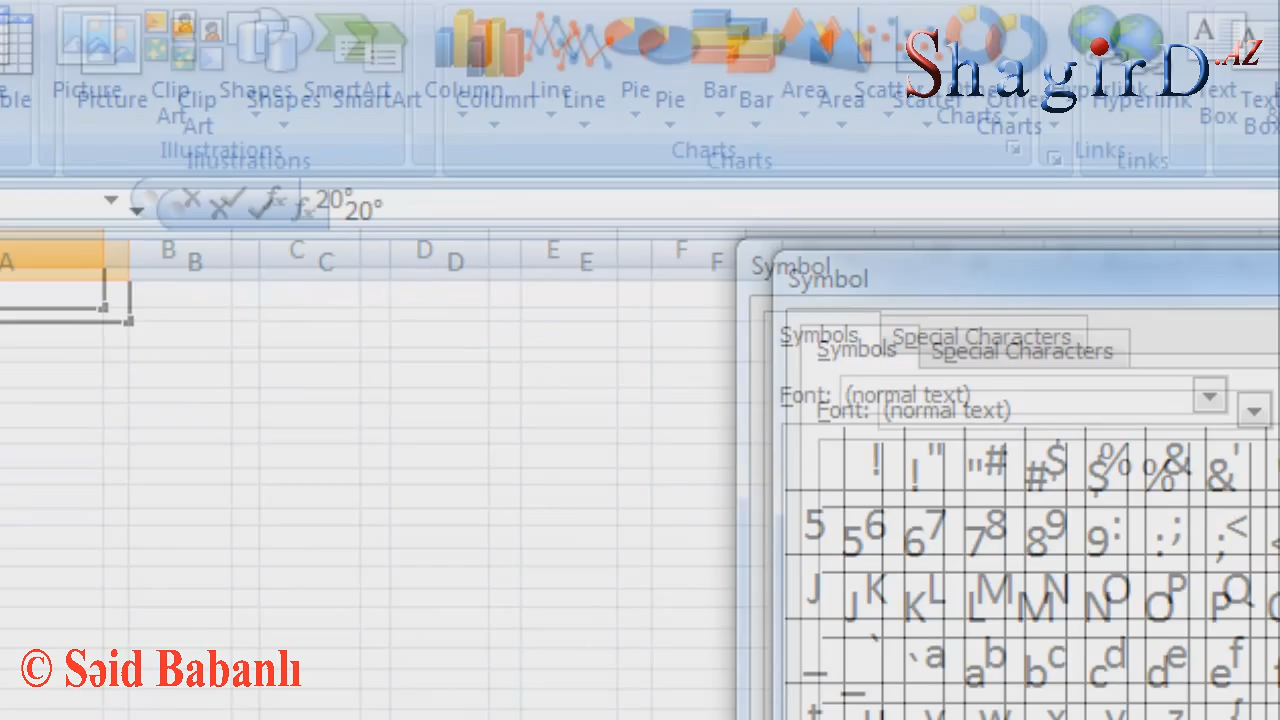 ShagirD.AZ
Picture Clip Art Shapes SmartArt Column Line Pie Bar Area Scatter Other Charts Hyperlink Text Box
Illustrations Charts Links
20°
A B C D E F
Symbol
Symbols Special Characters
Font: (normal text)
! " # $ % & '
5 6 7 8 9 : ; <
J K L M N O P Q
_ ` a b c d e f
© Səid Babanlı